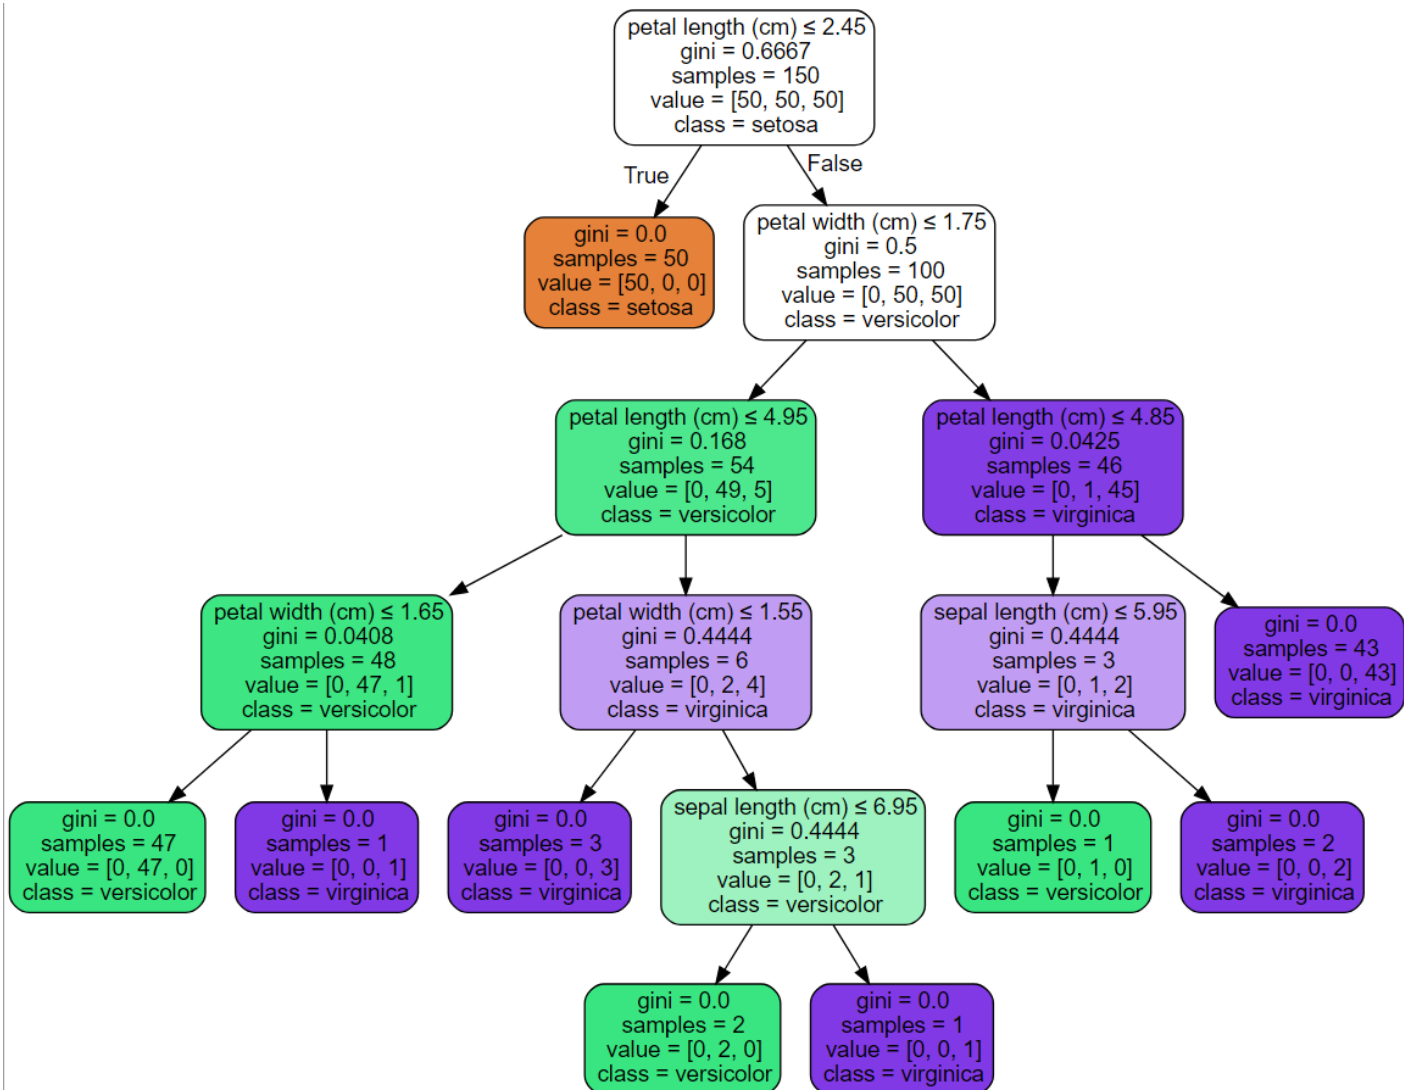 petal length (cm) ≤ 2.45
gini = 0.6667
samples = 150
value = [50, 50, 50]
class = setosa
True
False
gini = 0.0
samples = 50
value = [50, 0, 0]
class = setosa
petal width (cm) ≤ 1.75
gini = 0.5
samples = 100
value = [0, 50, 50]
class = versicolor
petal length (cm) ≤ 4.95
gini = 0.168
samples = 54
value = [0, 49, 5]
class = versicolor
petal length (cm) ≤ 4.85
gini = 0.0425
samples = 46
value = [0, 1, 45]
class = virginica
petal width (cm) ≤ 1.65
gini = 0.0408
samples = 48
value = [0, 47, 1]
class = versicolor
petal width (cm) ≤ 1.55
gini = 0.4444
samples = 6
value = [0, 2, 4]
class = virginica
sepal length (cm) ≤ 5.95
gini = 0.4444
samples = 3
value = [0, 1, 2]
class = virginica
gini = 0.0
samples = 43
value = [0, 0, 43]
class = virginica
gini = 0.0
samples = 47
value = [0, 47, 0]
class = versicolor
gini = 0.0
samples = 1
value = [0, 0, 1]
class = virginica
gini = 0.0
samples = 3
value = [0, 0, 3]
class = virginica
sepal length (cm) ≤ 6.95
gini = 0.4444
samples = 3
value = [0, 2, 1]
class = versicolor
gini = 0.0
samples = 1
value = [0, 1, 0]
class = versicolor
gini = 0.0
samples = 2
value = [0, 0, 2]
class = virginica
gini = 0.0
samples = 2
value = [0, 2, 0]
class = versicolor
gini = 0.0
samples = 1
value = [0, 0, 1]
class = virginica